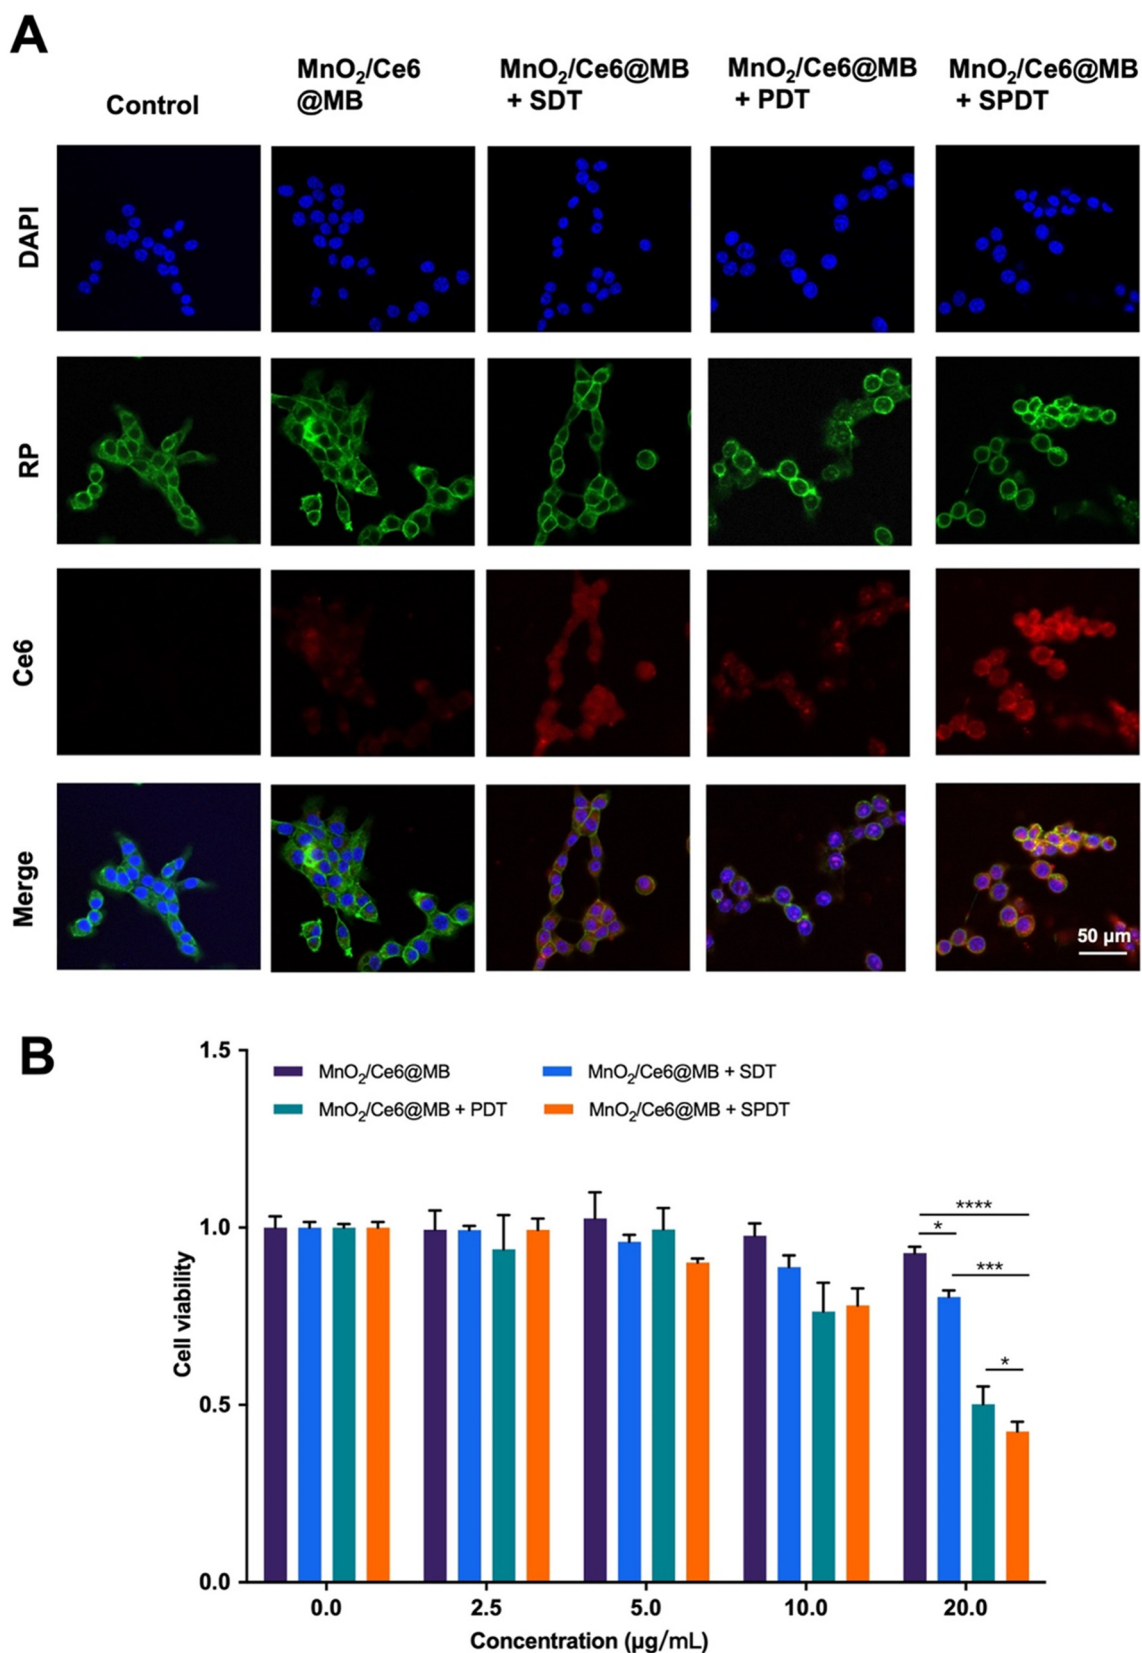 A
Control
MnO₂/Ce6
@MB
MnO₂/Ce6@MB
+ SDT
MnO₂/Ce6@MB
+ PDT
MnO₂/Ce6@MB
+ SPDT
DAPI
RP
Ce6
Merge
50 µm
B
MnO₂/Ce6@MB
MnO₂/Ce6@MB + SDT
MnO₂/Ce6@MB + PDT
MnO₂/Ce6@MB + SPDT
Cell viability
1.5
1.0
0.5
0.0
****
*
***
*
0.0 2.5 5.0 10.0 20.0
Concentration (µg/mL)